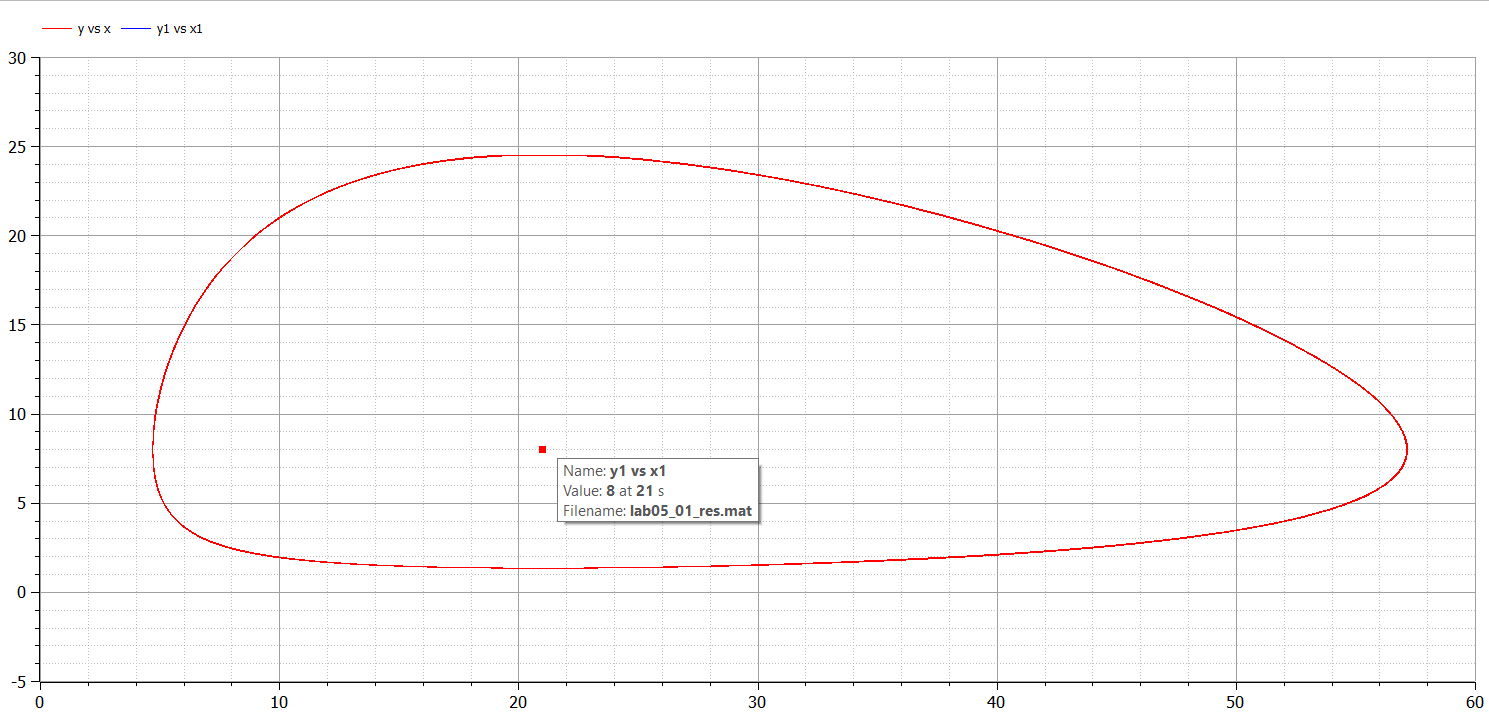 y vs x y1 vs x1
30
25
20
15
10
5
0
-5
Name: y1 vs x1
Value: 8 at 21 s
Filename: lab05_01_res.mat
0 10 20 30 40 50 60